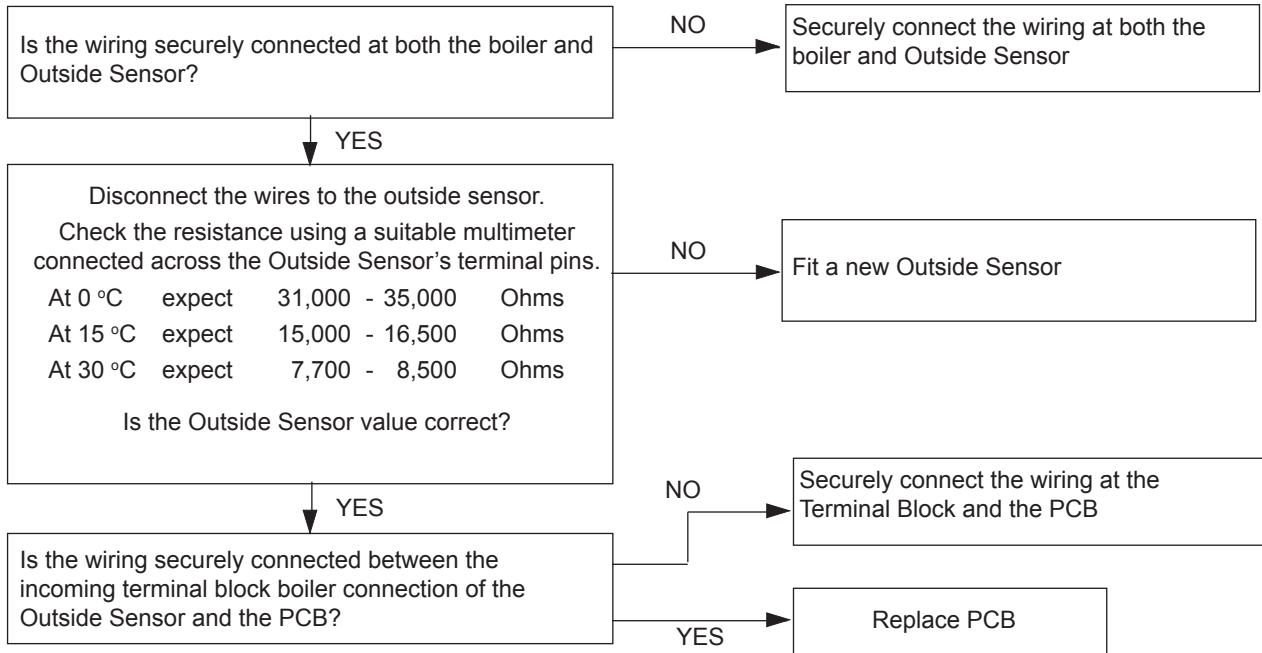 Is the wiring securely connected at both the boiler and
Outside Sensor?
NO
Securely connect the wiring at both the
boiler and Outside Sensor
YES
Disconnect the wires to the outside sensor.
Check the resistance using a suitable multimeter
connected across the Outside Sensor’s terminal pins.
At 0 ºC expect 31,000 - 35,000 Ohms
At 15 ºC expect 15,000 - 16,500 Ohms
At 30 ºC expect 7,700 - 8,500 Ohms
Is the Outside Sensor value correct?
NO
Fit a new Outside Sensor
YES
Is the wiring securely connected between the
incoming terminal block boiler connection of the
Outside Sensor and the PCB?
NO
Securely connect the wiring at the
Terminal Block and the PCB
YES
Replace PCB